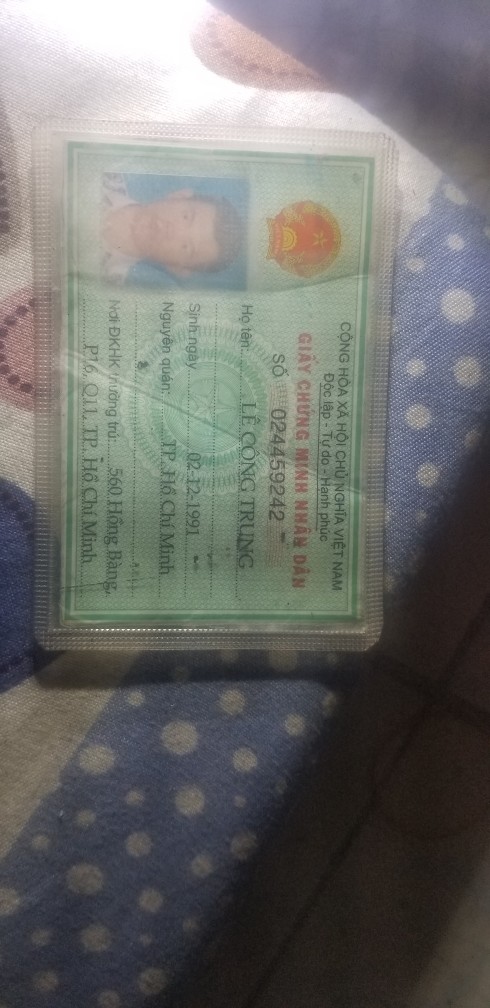 CỘNG HÒA XÃ HỘI CHỦ NGHĨA VIỆT NAM
Độc lập - Tự do - Hạnh phúc
GIẤY CHỨNG MINH NHÂN DÂN
SỐ 024459242
Họ tên: LÊ CÔNG TRUNG
Sinh ngày 02-12-1991
Nguyên quán: TP. Hồ Chí Minh
Nơi ĐKHK thường trú: 560 Hồng Bàng,
P16, Q11, TP. Hồ Chí Minh